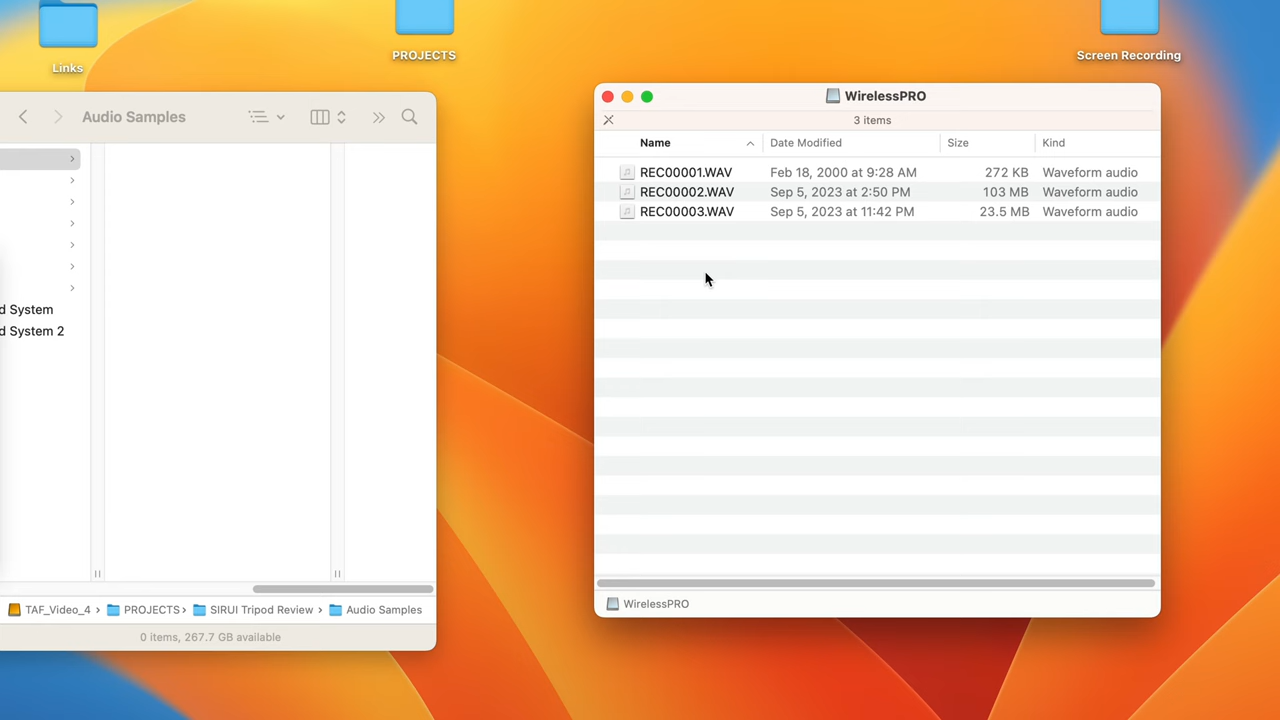 Links
PROJECTS
Screen Recording
Audio Samples
d System
d System 2
TAF_Video_4 › PROJECTS › SIRUI Tripod Review › Audio Samples
0 items, 267.7 GB available
WirelessPRO
3 items
Name Date Modified Size Kind
REC00001.WAV Feb 18, 2000 at 9:28 AM 272 KB Waveform audio
REC00002.WAV Sep 5, 2023 at 2:50 PM 103 MB Waveform audio
REC00003.WAV Sep 5, 2023 at 11:42 PM 23.5 MB Waveform audio
WirelessPRO